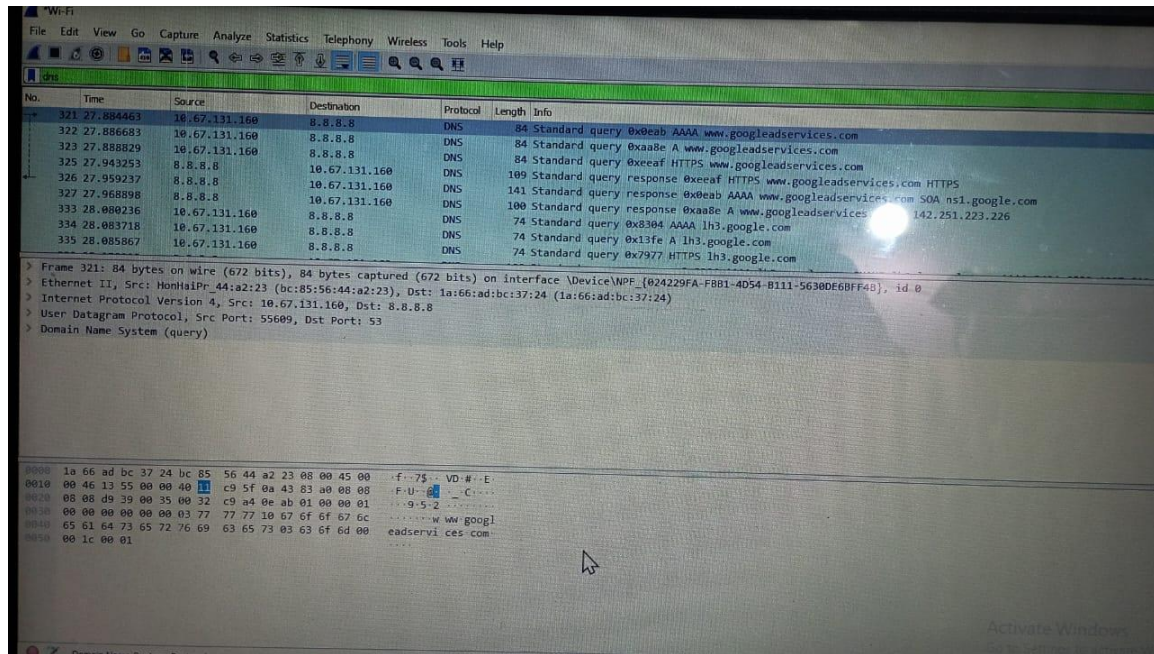 *Wi-Fi
File Edit View Go Capture Analyze Statistics Telephony Wireless Tools Help
dns
No. Time Source Destination Protocol Length Info
321 27.884463 10.67.131.160 8.8.8.8 DNS 84 Standard query 0x0eab AAAA www.googleadservices.com
322 27.886683 10.67.131.160 8.8.8.8 DNS 84 Standard query 0xaa8e A www.googleadservices.com
323 27.888829 10.67.131.160 8.8.8.8 DNS 84 Standard query 0xeeaf HTTPS www.googleadservices.com
325 27.943253 8.8.8.8 10.67.131.160 DNS 109 Standard query response 0xeeaf HTTPS www.googleadservices.com HTTPS
326 27.959237 8.8.8.8 10.67.131.160 DNS 141 Standard query response 0x0eab AAAA www.googleadservices.com SOA ns1.google.com
327 27.968898 8.8.8.8 10.67.131.160 DNS 100 Standard query response 0xaa8e A www.googleadservices 142.251.223.226
333 28.080236 10.67.131.160 8.8.8.8 DNS 74 Standard query 0x8304 AAAA lh3.google.com
334 28.083718 10.67.131.160 8.8.8.8 DNS 74 Standard query 0x13fe A lh3.google.com
335 28.085867 10.67.131.160 8.8.8.8 DNS 74 Standard query 0x7977 HTTPS lh3.google.com
> Frame 321: 84 bytes on wire (672 bits), 84 bytes captured (672 bits) on interface \Device\NPF_{024229FA-FBB1-4D54-B111-5630DE6BFF4B}, id 0
> Ethernet II, Src: HonHaiPr_44:a2:23 (bc:85:56:44:a2:23), Dst: 1a:66:ad:bc:37:24 (1a:66:ad:bc:37:24)
> Internet Protocol Version 4, Src: 10.67.131.160, Dst: 8.8.8.8
> User Datagram Protocol, Src Port: 55609, Dst Port: 53
> Domain Name System (query)
0000 1a 66 ad bc 37 24 bc 85 56 44 a2 23 08 00 45 00 ·f··7$·· VD·#··E·
0010 00 46 13 55 00 00 40 11 c9 5f 0a 43 83 a0 08 08 ·F·U··@· ·_·C····
0020 08 08 d9 39 00 35 00 32 c9 a4 0e ab 01 00 00 01 ···9·5·2 ········
0030 00 00 00 00 00 00 03 77 77 77 10 67 6f 6f 67 6c ·······w ww·googl
0040 65 61 64 73 65 72 76 69 63 65 73 03 63 6f 6d 00 eadservi ces·com·
0050 00 1c 00 01 ····
Activate Windows